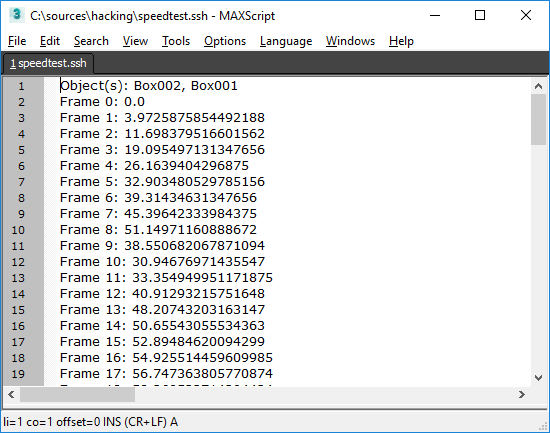 C:\sources\hacking\speedtest.ssh - MAXScript
File Edit Search View Tools Options Language Windows Help
1 speedtest.ssh
1 Object(s): Box002, Box001
2 Frame 0: 0.0
3 Frame 1: 3.9725875854492188
4 Frame 2: 11.698379516601562
5 Frame 3: 19.095497131347656
6 Frame 4: 26.1639404296875
7 Frame 5: 32.903480529785156
8 Frame 6: 39.31434631347656
9 Frame 7: 45.39642333984375
10 Frame 8: 51.14971160888672
11 Frame 9: 38.550682067871094
12 Frame 10: 30.94676971435547
13 Frame 11: 33.354949951171875
14 Frame 12: 40.91293215751648
15 Frame 13: 48.20743203163147
16 Frame 14: 50.65543055534363
17 Frame 15: 52.89484620094299
18 Frame 16: 54.925514459609985
19 Frame 17: 56.747363805770874
li=1 co=1 offset=0 INS (CR+LF) A